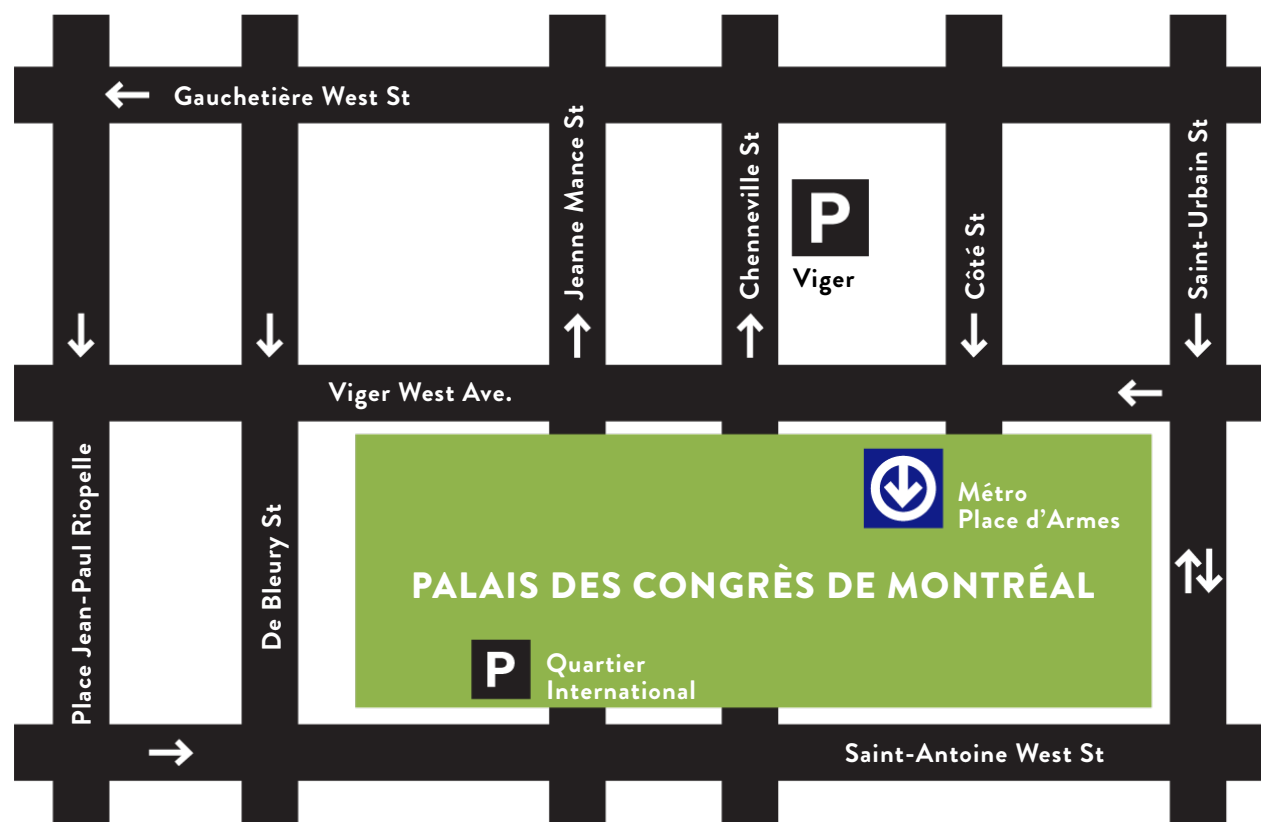 Gauchetière West St
Jeanne Mance St
Chenneville St
P
Viger
Côté St
Saint-Urbain St
Viger West Ave.
Place Jean-Paul Riopelle
De Bleury St
Métro
Place d’Armes
PALAIS DES CONGRÈS DE MONTRÉAL
P
Quartier
International
Saint-Antoine West St